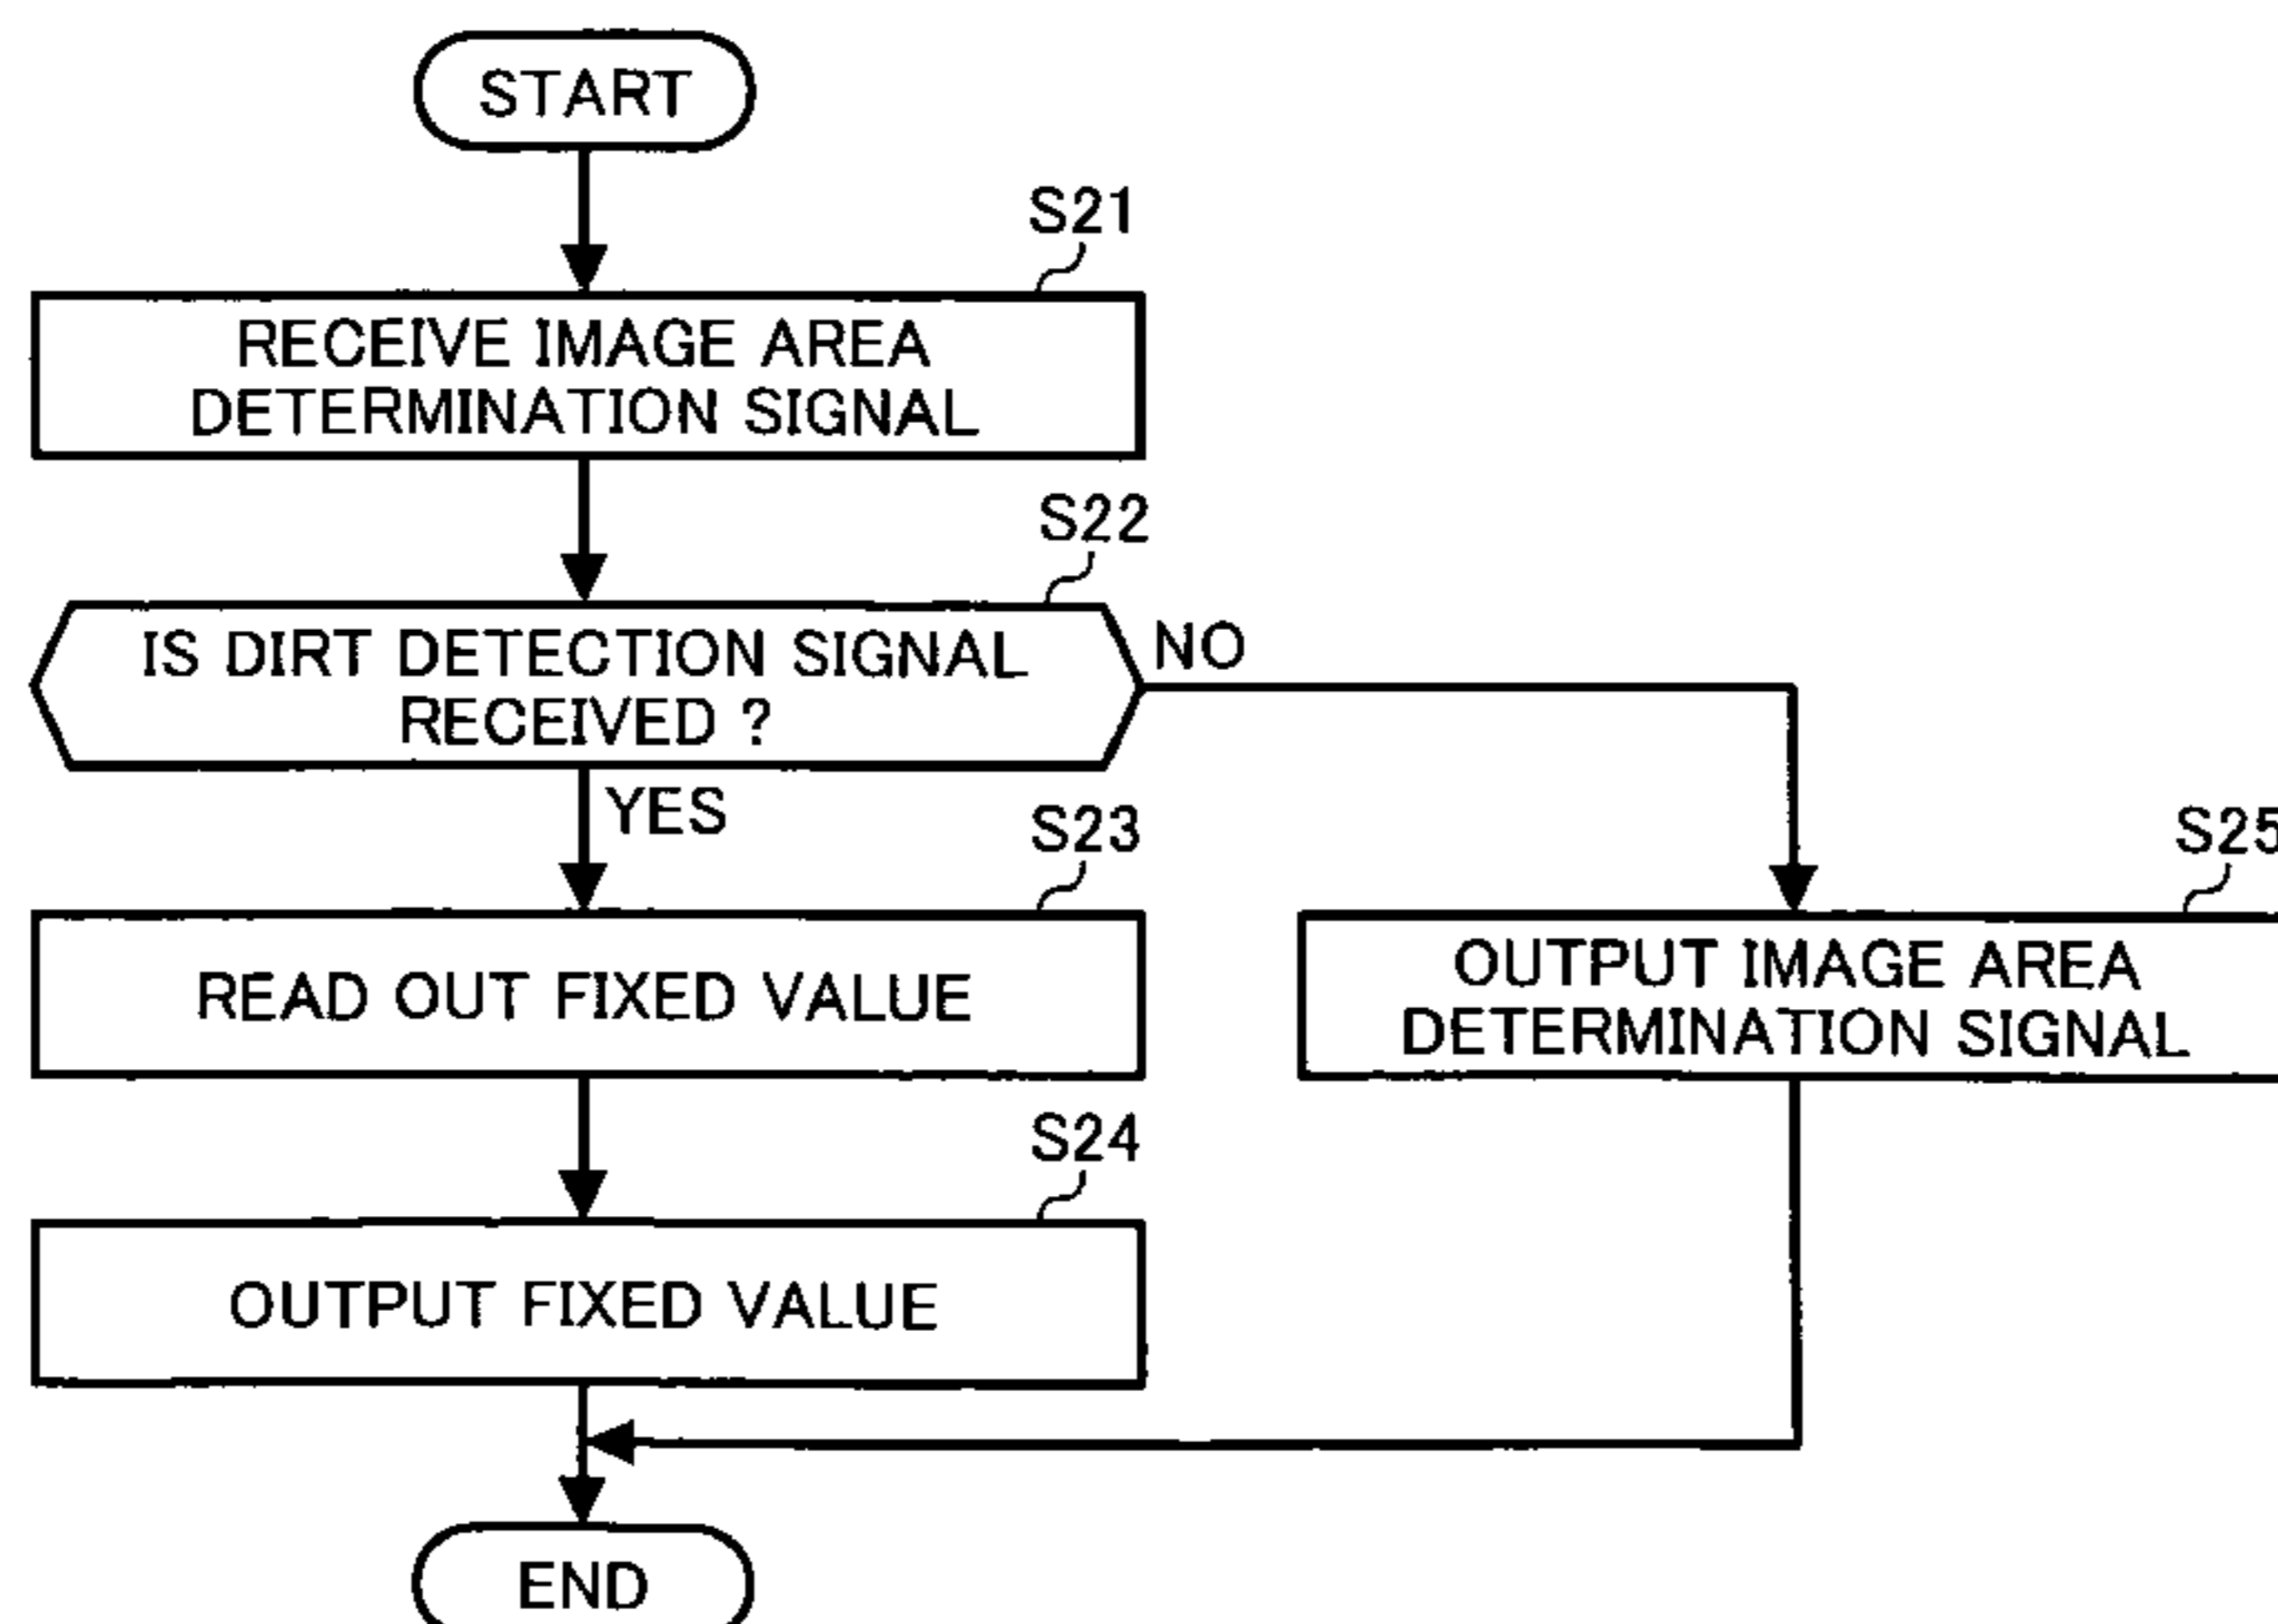 START
S21
RECEIVE IMAGE AREA
DETERMINATION SIGNAL
S22
IS DIRT DETECTION SIGNAL
RECEIVED ?
NO
YES
S23
READ OUT FIXED VALUE
S25
OUTPUT IMAGE AREA
DETERMINATION SIGNAL
S24
OUTPUT FIXED VALUE
END